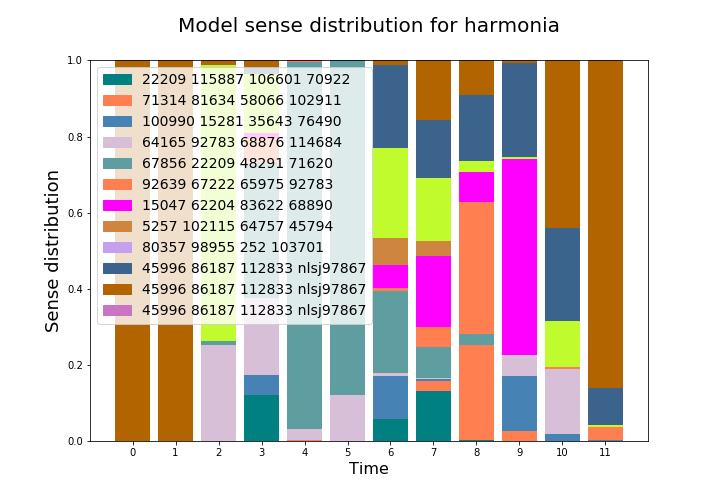 Model sense distribution for harmonia
1.0
0.8
0.6
0.4
0.2
0.0
Sense distribution
22209 115887 106601 70922
71314 81634 58066 102911
100990 15281 35643 76490
64165 92783 68876 114684
67856 22209 48291 71620
92639 67222 65975 92783
15047 62204 83622 68890
5257 102115 64757 45794
80357 98955 252 103701
45996 86187 112833 nlsj97867
45996 86187 112833 nlsj97867
45996 86187 112833 nlsj97867
0 1 2 3 4 5 6 7 8 9 10 11
Time